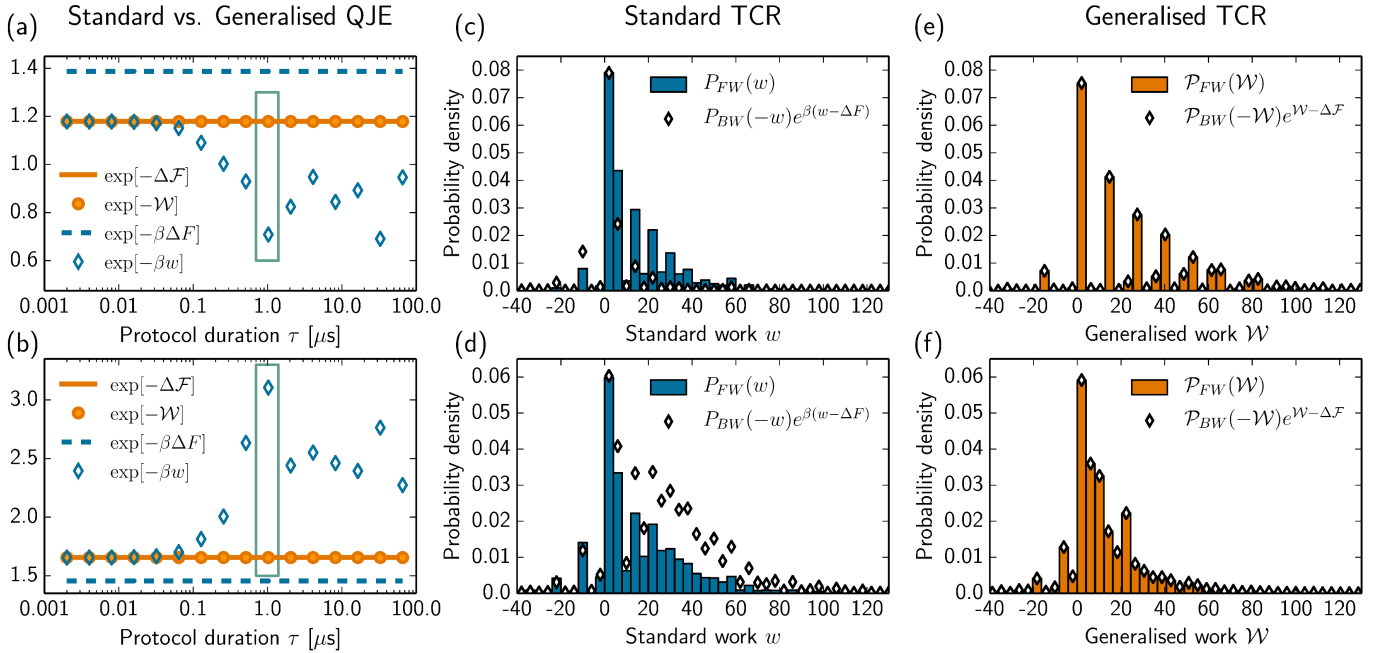 Standard vs. Generalised QJE
Standard TCR
Generalised TCR
(a)
1.4
1.2
1.0
0.8
0.6
exp[−Δℱ]
exp[−𝒲]
exp[−βΔF]
exp[−βw]
0.001 0.01 0.1 1.0 10.0 100.0
Protocol duration τ [μs]
(b)
3.0
2.5
2.0
1.5
exp[−Δℱ]
exp[−𝒲]
exp[−βΔF]
exp[−βw]
0.001 0.01 0.1 1.0 10.0 100.0
Protocol duration τ [μs]
(c)
Probability density
0.08
0.07
0.06
0.05
0.04
0.03
0.02
0.01
0.0
P_FW(w)
P_BW(−w)e^β(w−ΔF)
-40 -20 0 20 40 60 80 100 120
Standard work w
(d)
Probability density
0.06
0.05
0.04
0.03
0.02
0.01
0.0
P_FW(w)
P_BW(−w)e^β(w−ΔF)
-40 -20 0 20 40 60 80 100 120
Standard work w
(e)
Probability density
0.08
0.07
0.06
0.05
0.04
0.03
0.02
0.01
0.0
𝒫_FW(𝒲)
𝒫_BW(−𝒲)e^𝒲−Δℱ
-40 -20 0 20 40 60 80 100 120
Generalised work 𝒲
(f)
Probability density
0.06
0.05
0.04
0.03
0.02
0.01
0.0
𝒫_FW(𝒲)
𝒫_BW(−𝒲)e^𝒲−Δℱ
-40 -20 0 20 40 60 80 100 120
Generalised work 𝒲